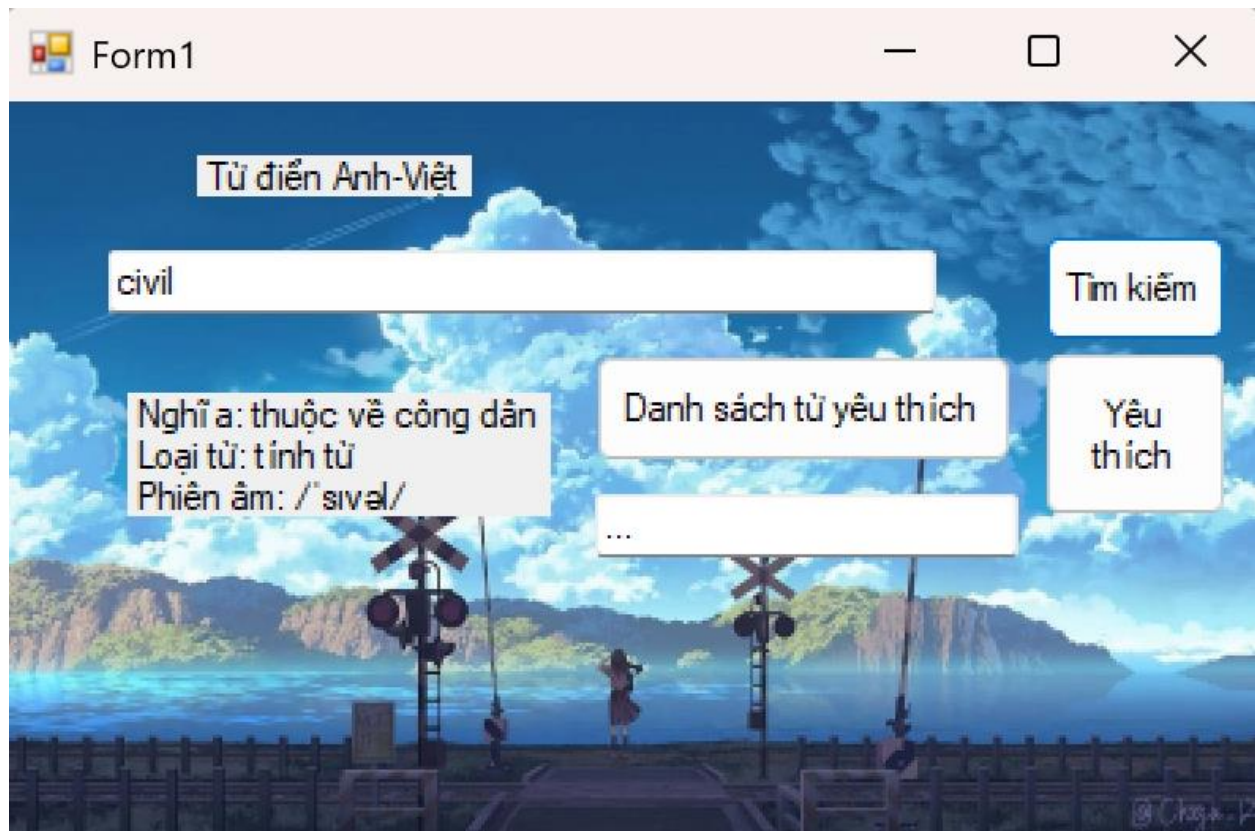 Form1
Từ điển Anh-Việt
civil
Tìm kiếm
Nghĩa: thuộc về công dân
Loại từ: tính từ
Phiên âm: /ˈsɪvəl/
Danh sách từ yêu thích
Yêu
thích
...